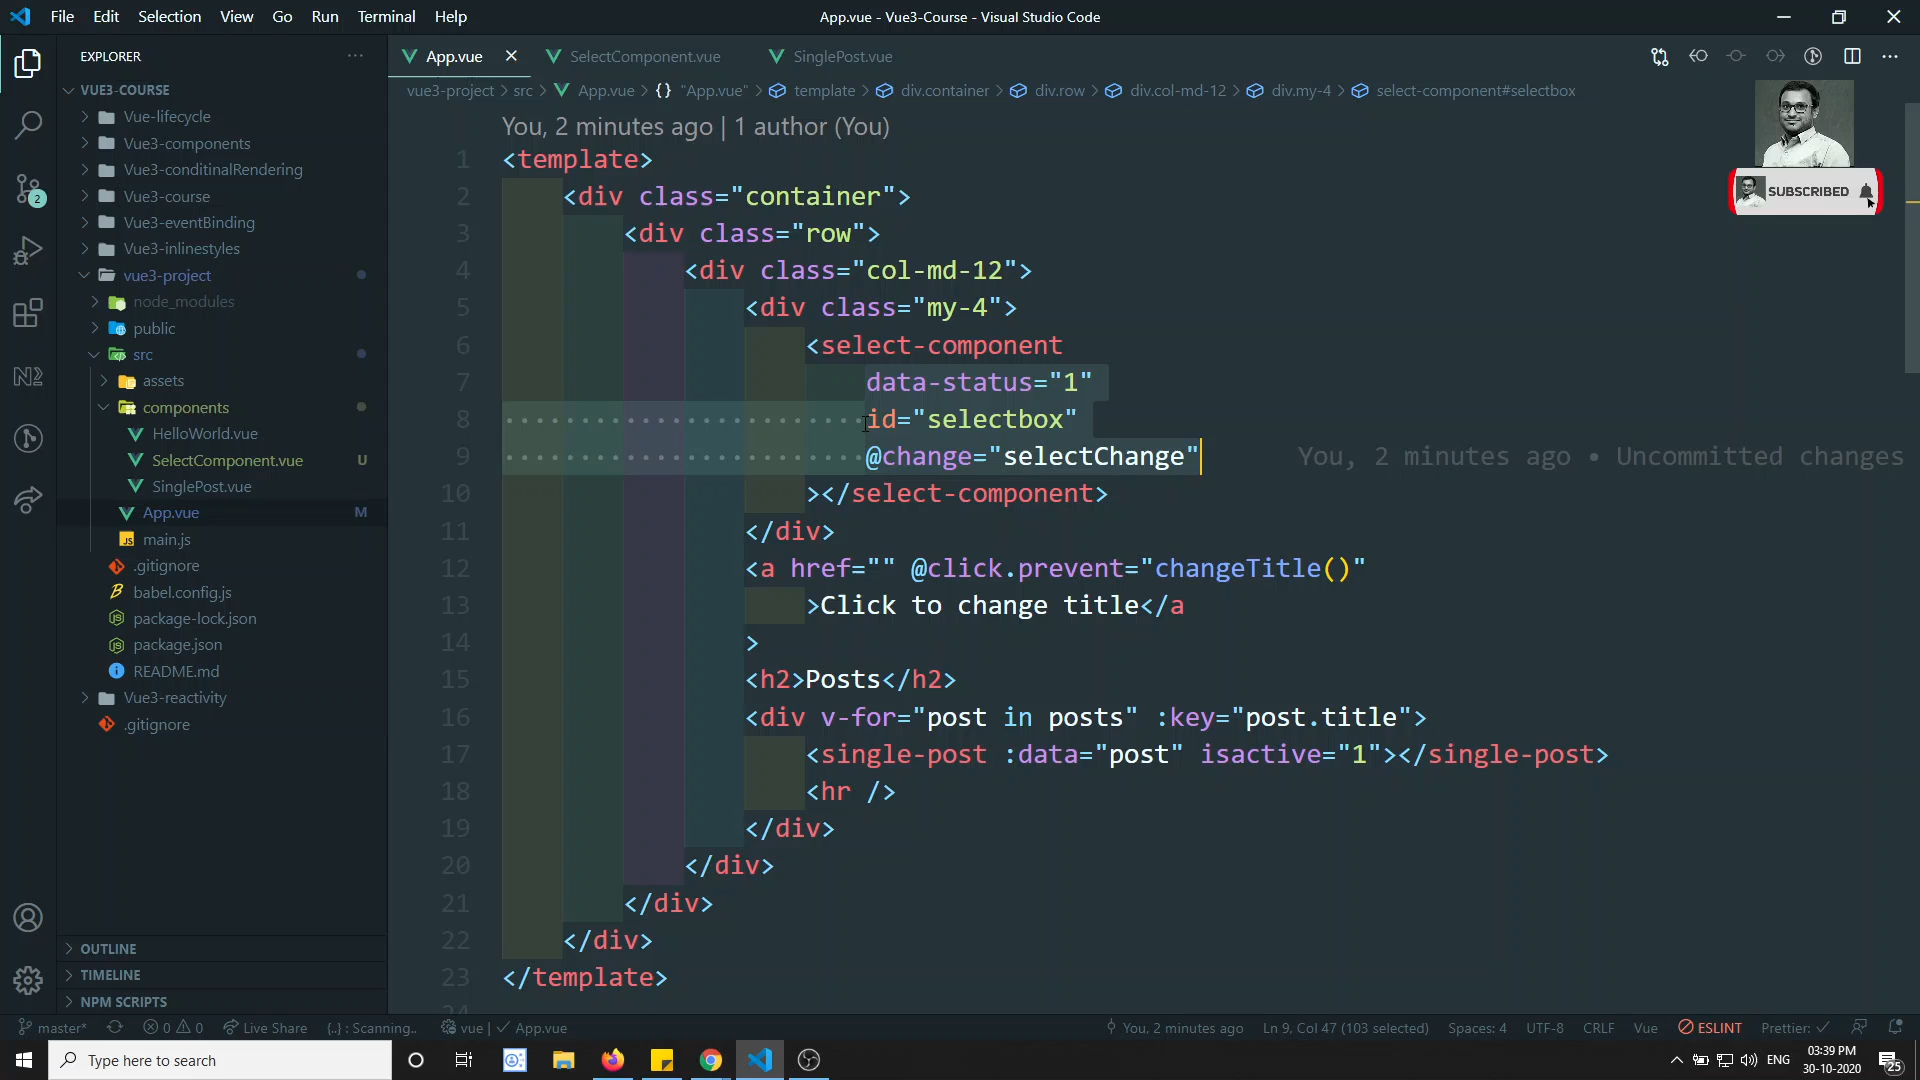 File Edit Selection View Go Run Terminal Help
App.vue - Vue3-Course - Visual Studio Code
EXPLORER
VUE3-COURSE
Vue-lifecycle
Vue3-components
Vue3-conditinalRendering
Vue3-course
Vue3-eventBinding
Vue3-inlinestyles
vue3-project
node_modules
public
src
assets
components
HelloWorld.vue
SelectComponent.vue U
SinglePost.vue
App.vue M
main.js
.gitignore
babel.config.js
package-lock.json
package.json
README.md
Vue3-reactivity
.gitignore
OUTLINE
TIMELINE
NPM SCRIPTS
2
App.vue SelectComponent.vue SinglePost.vue
vue3-project > src > App.vue > {} "App.vue" > template > div.container > div.row > div.col-md-12 > div.my-4 > select-component#selectbox
SUBSCRIBED
You, 2 minutes ago | 1 author (You)
1 <template>
2 <div class="container">
3 <div class="row">
4 <div class="col-md-12">
5 <div class="my-4">
6 <select-component
7 data-status="1"
8 id="selectbox"
9 @change="selectChange" You, 2 minutes ago • Uncommitted changes
10 ></select-component>
11 </div>
12 <a href="" @click.prevent="changeTitle()"
13 >Click to change title</a
14 >
15 <h2>Posts</h2>
16 <div v-for="post in posts" :key="post.title">
17 <single-post :data="post" isactive="1"></single-post>
18 <hr />
19 </div>
20 </div>
21 </div>
22 </div>
23 </template>
24
master* 0 0 Live Share {..} : Scanning.. vue | App.vue You, 2 minutes ago Ln 9, Col 47 (103 selected) Spaces: 4 UTF-8 CRLF Vue ESLINT Prettier: ✓
Type here to search
ENG
03:39 PM
30-10-2020
25